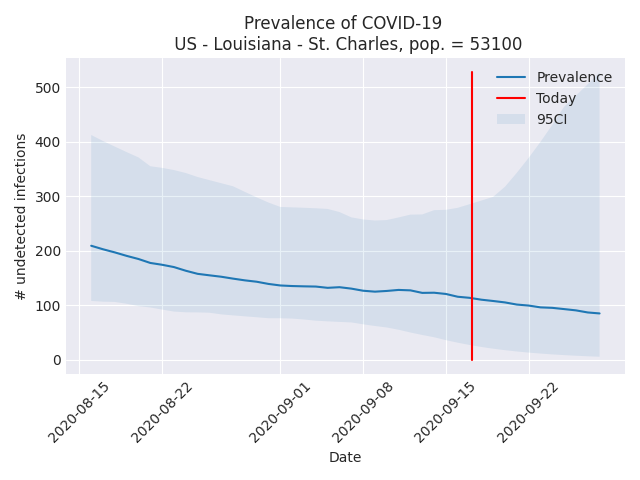 Prevalence of COVID-19
US - Louisiana - St. Charles, pop. = 53100
# undetected infections
500
400
300
200
100
0
Prevalence
Today
95CI
2020-08-15
2020-08-22
2020-09-01
2020-09-08
2020-09-15
2020-09-22
Date